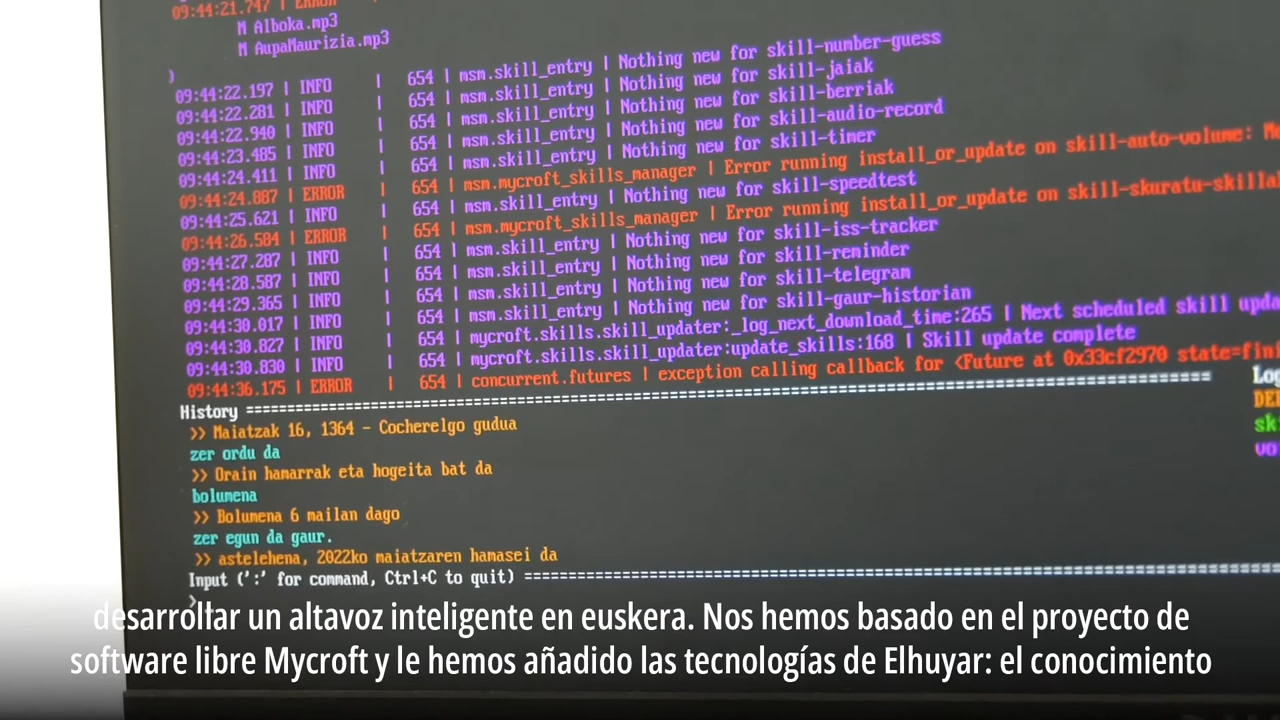 09:44:21.747 | ERROR
M Alboka.mp3
M AupaMaurizia.mp3
)
09:44:22.197 | INFO | 654 | msm.skill_entry | Nothing new for skill-number-guess
09:44:22.281 | INFO | 654 | msm.skill_entry | Nothing new for skill-jaiak
09:44:22.940 | INFO | 654 | msm.skill_entry | Nothing new for skill-berriak
09:44:23.485 | INFO | 654 | msm.skill_entry | Nothing new for skill-audio-record
09:44:24.411 | INFO | 654 | msm.skill_entry | Nothing new for skill-timer
09:44:24.887 | ERROR | 654 | msm.mycroft_skills_manager | Error running install_or_update on skill-auto-volume:
09:44:25.621 | INFO | 654 | msm.skill_entry | Nothing new for skill-speedtest
09:44:26.584 | ERROR | 654 | msm.mycroft_skills_manager | Error running install_or_update on skill-skuratu-skillak
09:44:27.287 | INFO | 654 | msm.skill_entry | Nothing new for skill-iss-tracker
09:44:28.587 | INFO | 654 | msm.skill_entry | Nothing new for skill-reminder
09:44:29.365 | INFO | 654 | msm.skill_entry | Nothing new for skill-telegram
09:44:30.017 | INFO | 654 | msm.skill_entry | Nothing new for skill-gaur-historian
09:44:30.827 | INFO | 654 | mycroft.skills.skill_updater:_log_next_download_time:265 | Next scheduled skill upda
09:44:30.830 | INFO | 654 | mycroft.skills.skill_updater:update_skills:168 | Skill update complete
09:44:36.175 | ERROR | 654 | concurrent.futures | exception calling callback for <Future at 0x33cf2970 state=fini
History ==========
>> Maiatzak 16, 1364 - Cocherelgo gudua
zer ordu da
>> Orain hamarrak eta hogeita bat da
bolumena
>> Bolumena 6 mailan dago
zer egun da gaur.
>> astelehena, 2022ko maiatzaren hamasei da
Input (':' for command, Ctrl+C to quit) ==========
>
desarrollar un altavoz inteligente en euskera. Nos hemos basado en el proyecto de
software libre Mycroft y le hemos añadido las tecnologías de Elhuyar: el conocimiento